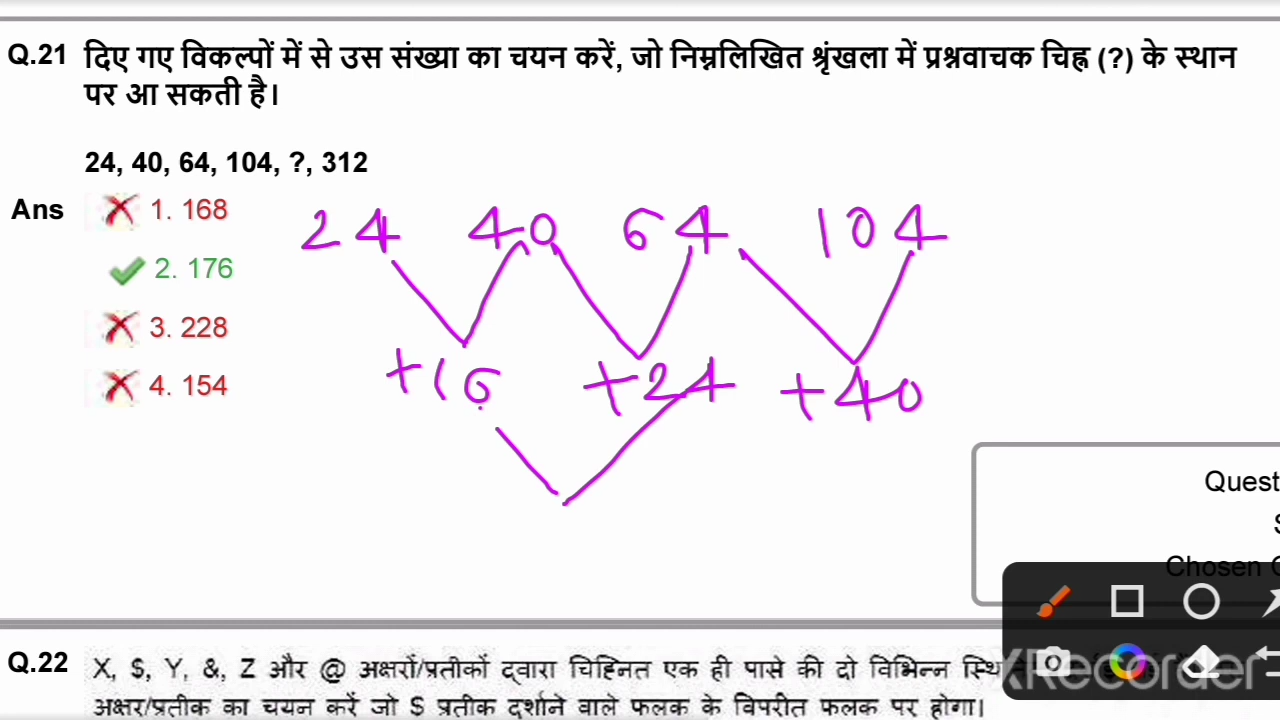 Q.21 दिए गए विकल्पों में से उस संख्या का चयन करें, जो निम्नलिखित श्रृंखला में प्रश्नवाचक चिह्न (?) के स्थान
पर आ सकती है।
24, 40, 64, 104, ?, 312
Ans 1. 168
2. 176
3. 228
4. 154
24 40 64 104
+16 +24 +40
Quest
S
Chosen
XRecorder
Q.22 X, $, Y, &, Z और @ अक्षरों/प्रतीकों द्वारा चिह्नित एक ही पासे की दो विभिन्न
अक्षर/प्रतीक का चयन करें जो $ प्रतीक दर्शाने वाले फलक के विपरीत फलक पर होगा।